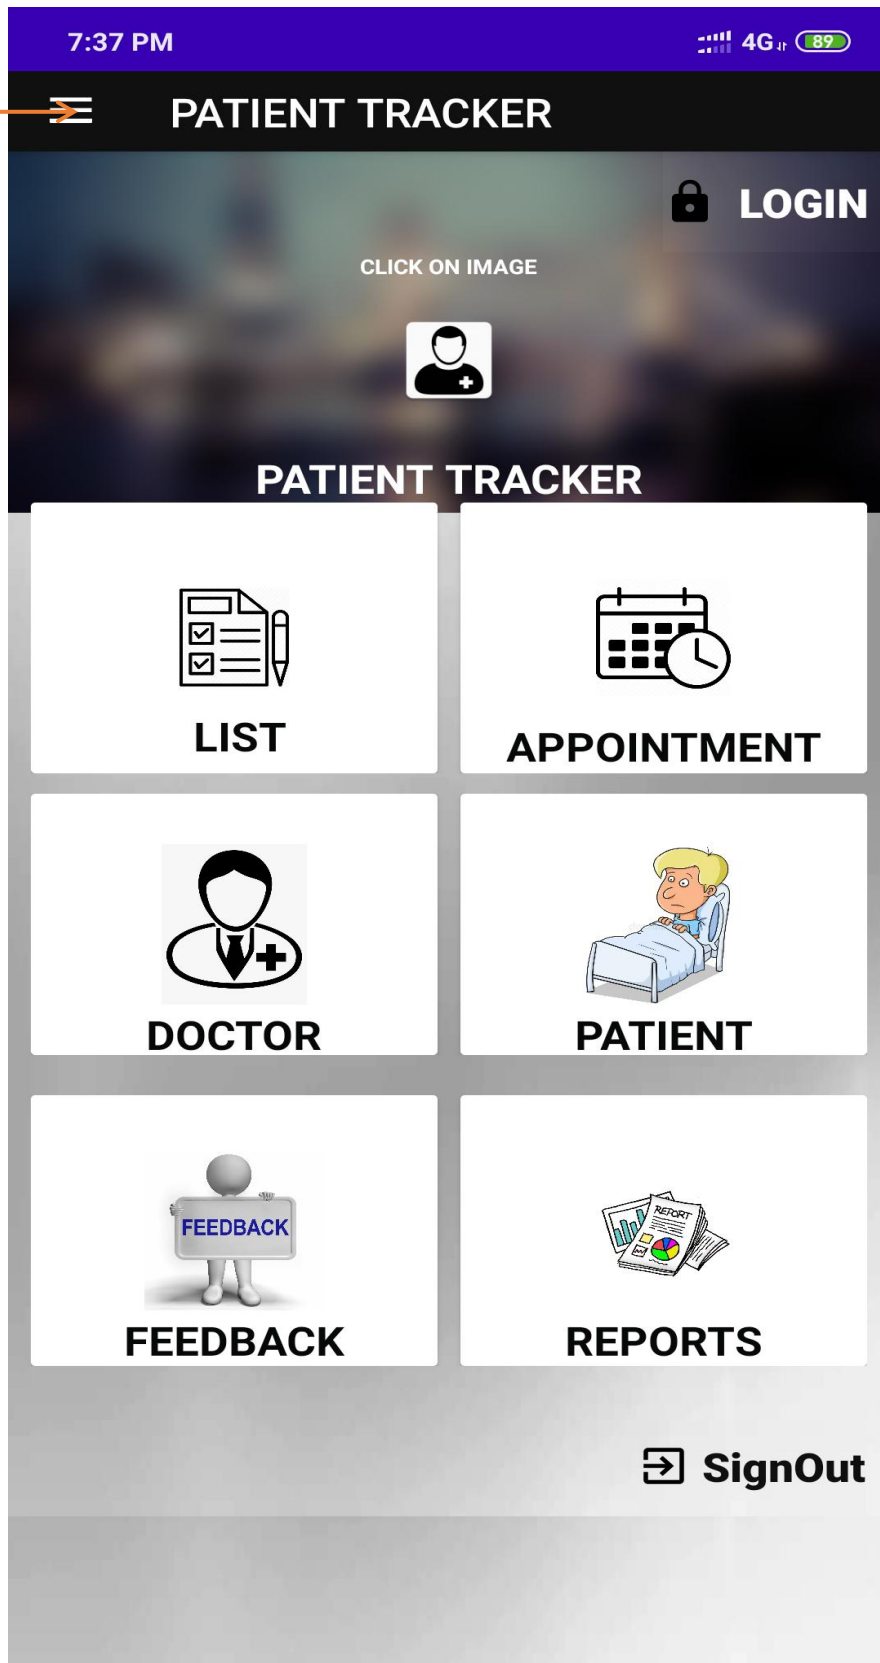 7:37 PM 4G 89
PATIENT TRACKER
LOGIN
CLICK ON IMAGE
PATIENT TRACKER
LIST
APPOINTMENT
DOCTOR
PATIENT
FEEDBACK
REPORT
FEEDBACK
REPORTS
SignOut